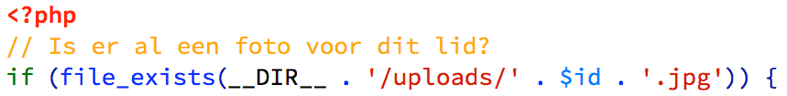 <?php
// Is er al een foto voor dit lid?
if (file_exists(__DIR__ . '/uploads/' . $id . '.jpg')) {